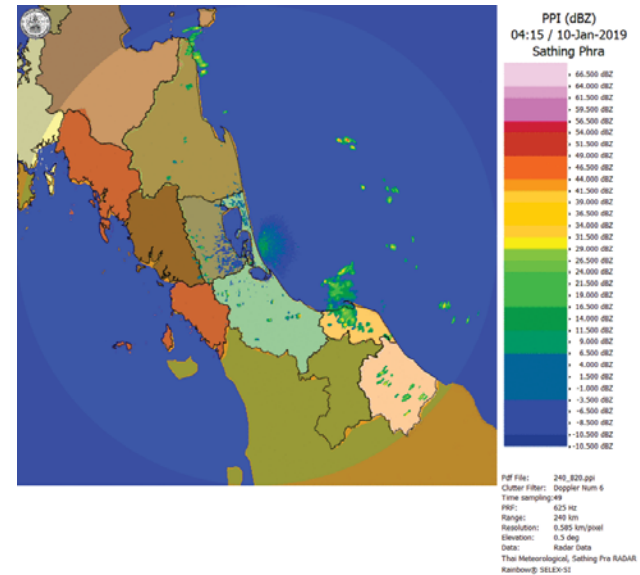 PPI (dBZ)
04:15 / 10-Jan-2019
Sathing Phra
66.500 dBZ
64.000 dBZ
61.500 dBZ
59.500 dBZ
56.500 dBZ
54.000 dBZ
51.500 dBZ
49.000 dBZ
46.500 dBZ
44.000 dBZ
41.500 dBZ
39.000 dBZ
36.500 dBZ
34.000 dBZ
31.500 dBZ
29.000 dBZ
26.500 dBZ
24.000 dBZ
21.500 dBZ
19.000 dBZ
16.500 dBZ
14.000 dBZ
11.500 dBZ
9.000 dBZ
6.500 dBZ
4.000 dBZ
1.500 dBZ
-1.000 dBZ
-3.500 dBZ
-6.500 dBZ
-8.500 dBZ
-10.500 dBZ
-10.500 dBZ
Pdf File: 240_820.ppi
Clutter Filter: Doppler Num 6
Time sampling:49
PRF: 625 Hz
Range: 240 km
Resolution: 0.585 km/pixel
Elevation: 0.5 deg
Data: Radar Data
Thai Meteorological, Sathing Pra RADAR
Rainbow® SELEX-SI